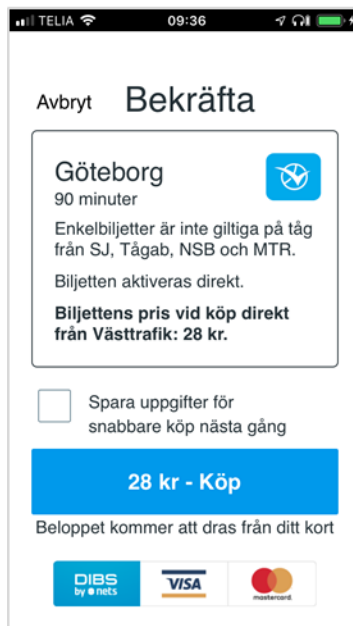 TELIA 09:36
Avbryt Bekräfta
Göteborg
90 minuter
Enkelbiljetter är inte giltiga på tåg
från SJ, Tågab, NSB och MTR.
Biljetten aktiveras direkt.
Biljettens pris vid köp direkt
från Västtrafik: 28 kr.
Spara uppgifter för
snabbare köp nästa gång
28 kr - Köp
Beloppet kommer att dras från ditt kort
DIBS
by nets
VISA
mastercard